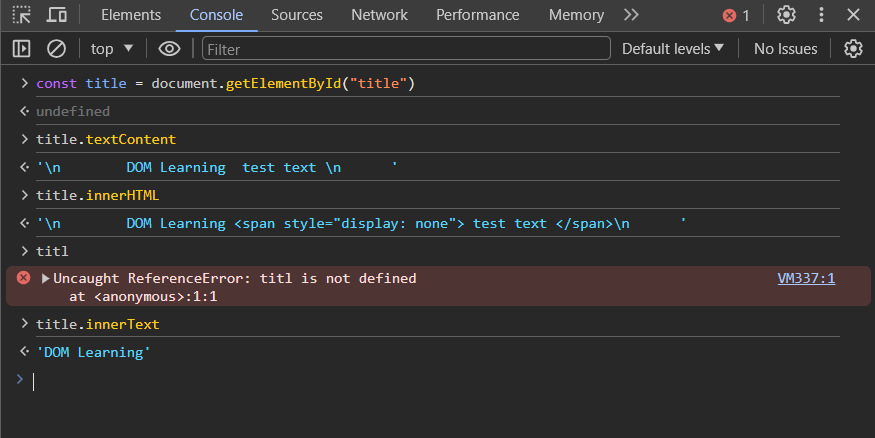 Elements Console Sources Network Performance Memory 1
top Filter Default levels No Issues
const title = document.getElementById("title")
undefined
title.textContent
'\n        DOM Learning  test text \n      '
title.innerHTML
'\n        DOM Learning <span style="display: none"> test text </span>\n      '
titl
Uncaught ReferenceError: titl is not defined VM337:1
at <anonymous>:1:1
title.innerText
'DOM Learning'